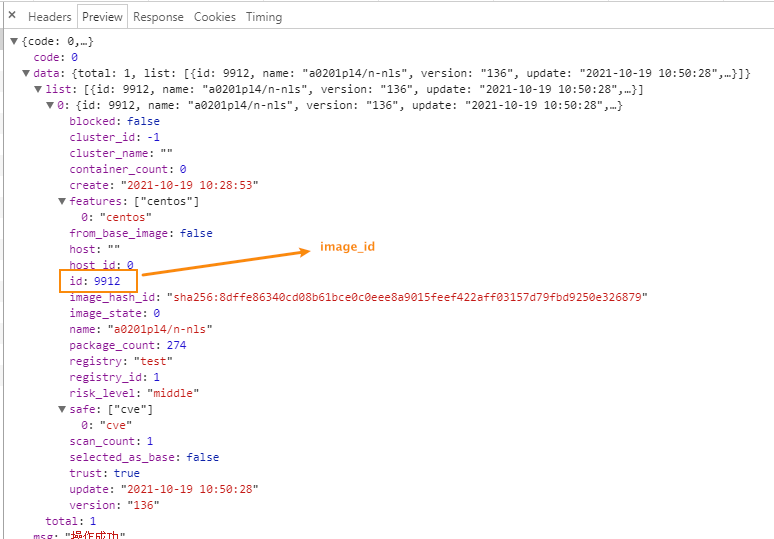 × Headers Preview Response Cookies Timing
▼{code: 0,…}
code: 0
▼data: {total: 1, list: [{id: 9912, name: "a0201pl4/n-nls", version: "136", update: "2021-10-19 10:50:28",…}]}
▼list: [{id: 9912, name: "a0201pl4/n-nls", version: "136", update: "2021-10-19 10:50:28",…}]
▼0: {id: 9912, name: "a0201pl4/n-nls", version: "136", update: "2021-10-19 10:50:28",…}
blocked: false
cluster_id: -1
cluster_name: ""
container_count: 0
create: "2021-10-19 10:28:53"
▼features: ["centos"]
0: "centos"
from_base_image: false
host: ""
image_id
host_id: 0
id: 9912
image_hash_id: "sha256:8dffe86340cd08b61bce0c0eee8a9015feef422aff03157d79fbd9250e326879"
image_state: 0
name: "a0201pl4/n-nls"
package_count: 274
registry: "test"
registry_id: 1
risk_level: "middle"
▼safe: ["cve"]
0: "cve"
scan_count: 1
selected_as_base: false
trust: true
update: "2021-10-19 10:50:28"
version: "136"
total: 1
msg: "操作成功"